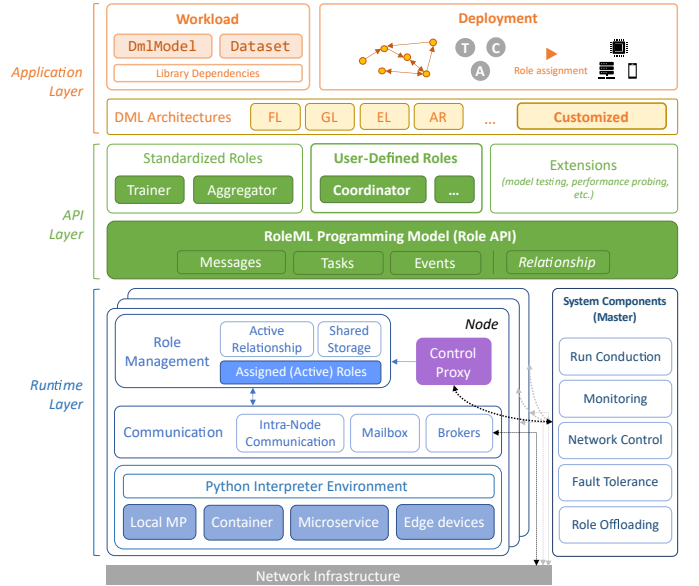 Application
Layer
Workload
DmlModel
Dataset
Library Dependencies
Deployment
T
C
A
Role assignment
DML Architectures
FL
GL
EL
AR
...
Customized
API
Layer
Standardized Roles
Trainer
Aggregator
User-Defined Roles
Coordinator
...
Extensions
(model testing, performance probing,
etc.)
RoleML Programming Model (Role API)
Messages
Tasks
Events
Relationship
Runtime
Layer
Node
Role
Management
Active
Relationship
Shared
Storage
Assigned (Active) Roles
Control
Proxy
Communication
Intra-Node
Communication
Mailbox
Brokers
Python Interpreter Environment
Local MP
Container
Microservice
Edge devices
System Components
(Master)
Run Conduction
Monitoring
Network Control
Fault Tolerance
Role Offloading
Network Infrastructure